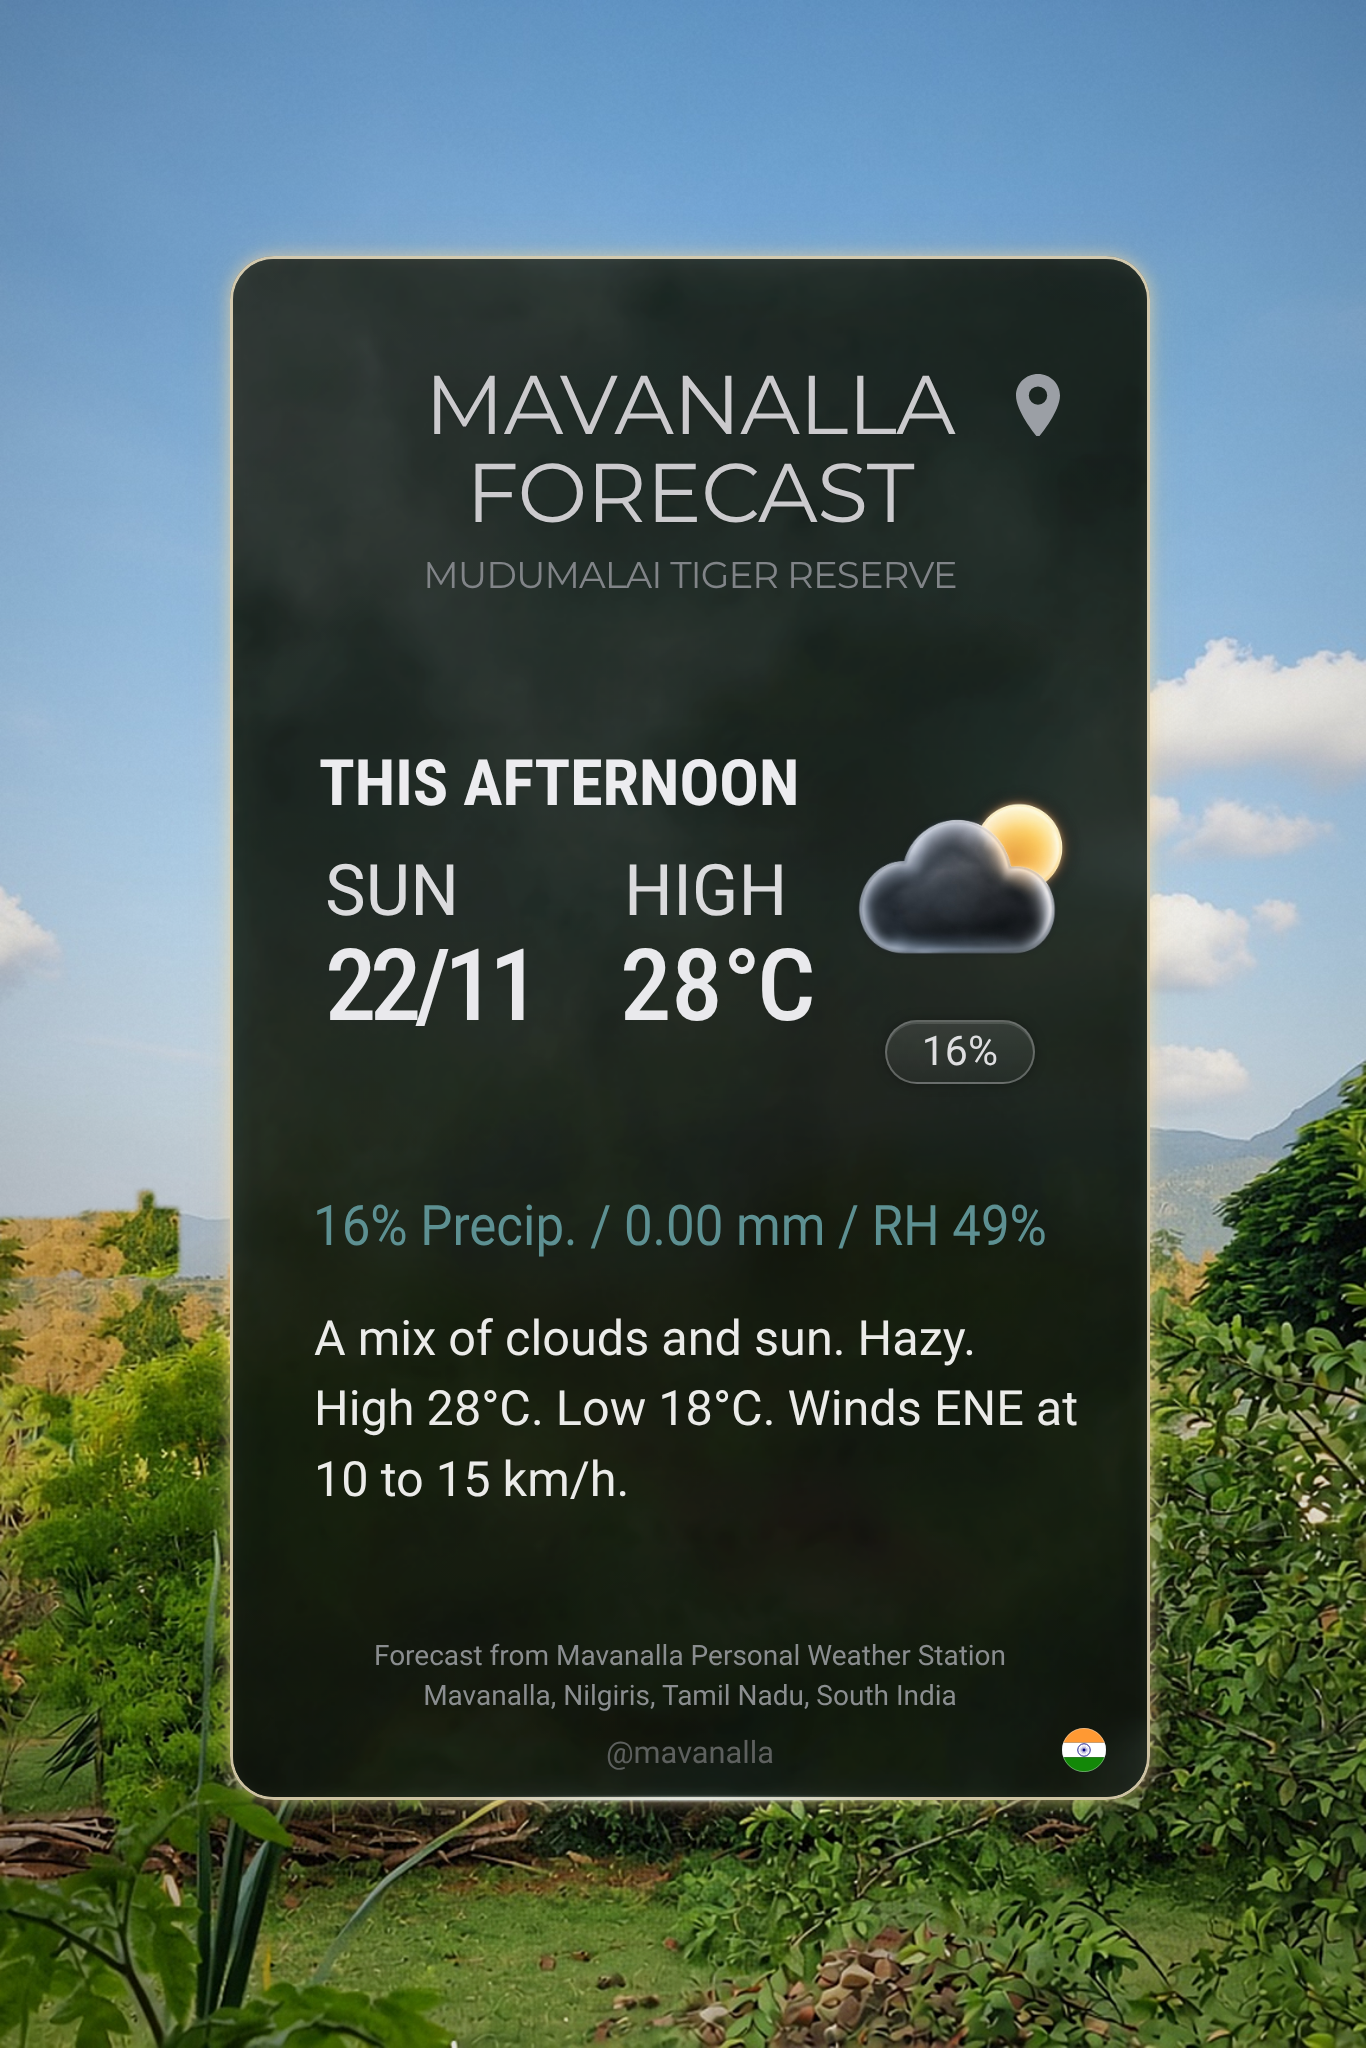 MAVANALLA
FORECAST
MUDUMALAI TIGER RESERVE
THIS AFTERNOON
SUN HIGH
22/11 28°C
16%
16% Precip. / 0.00 mm / RH 49%
A mix of clouds and sun. Hazy.
High 28°C. Low 18°C. Winds ENE at
10 to 15 km/h.
Forecast from Mavanalla Personal Weather Station
Mavanalla, Nilgiris, Tamil Nadu, South India
@mavanalla